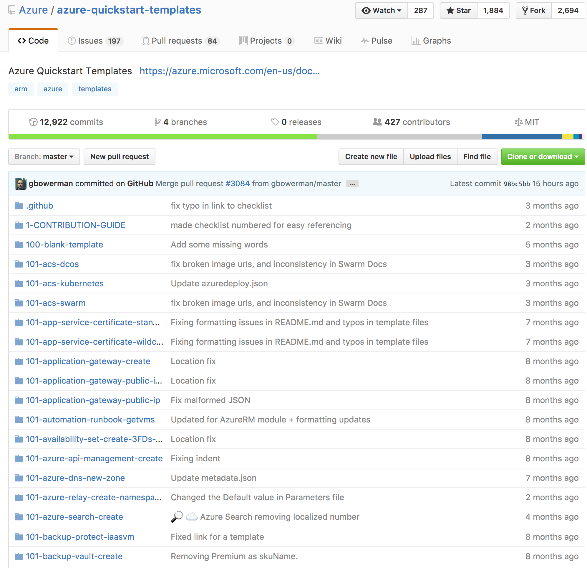 Azure / azure-quickstart-templates
Watch 287 Star 1,884 Fork 2,694
Code Issues 197 Pull requests 84 Projects 0 Wiki Pulse Graphs
Azure Quickstart Templates https://azure.microsoft.com/en-us/doc...
arm azure templates
12,922 commits 4 branches 0 releases 427 contributors MIT
Branch: master New pull request Create new file Upload files Find file Clone or download
gbowerman committed on GitHub Merge pull request #3084 from gbowerman/master ... Latest commit 90bc5bb 15 hours ago
.github fix typo in link to checklist 3 months ago
1-CONTRIBUTION-GUIDE made checklist numbered for easy referencing 2 months ago
100-blank-template Add some missing words 5 months ago
101-acs-dcos fix broken image urls, and inconsistency in Swarm Docs 3 months ago
101-acs-kubernetes Update azuredeploy.json 3 months ago
101-acs-swarm fix broken image urls, and inconsistency in Swarm Docs 3 months ago
101-app-service-certificate-stan... Fixing formatting issues in README.md and typos in template files 7 months ago
101-app-service-certificate-wildc... Fixing formatting issues in README.md and typos in template files 7 months ago
101-application-gateway-create Location fix 8 months ago
101-application-gateway-public-i... Location fix 8 months ago
101-application-gateway-public-ip Fix malformed JSON 8 months ago
101-automation-runbook-getvms Updated for AzureRM module + formatting updates 8 months ago
101-availability-set-create-3FDs-... Location fix 8 months ago
101-azure-api-management-create Fixing indent 8 months ago
101-azure-dns-new-zone Update metadata.json 7 months ago
101-azure-relay-create-namespa... Changed the Default value in Parameters file 2 months ago
101-azure-search-create Azure Search removing localized number 4 months ago
101-backup-protect-iaasvm Fixed link for a template 8 months ago
101-backup-vault-create Removing Premium as skuName. 8 months ago